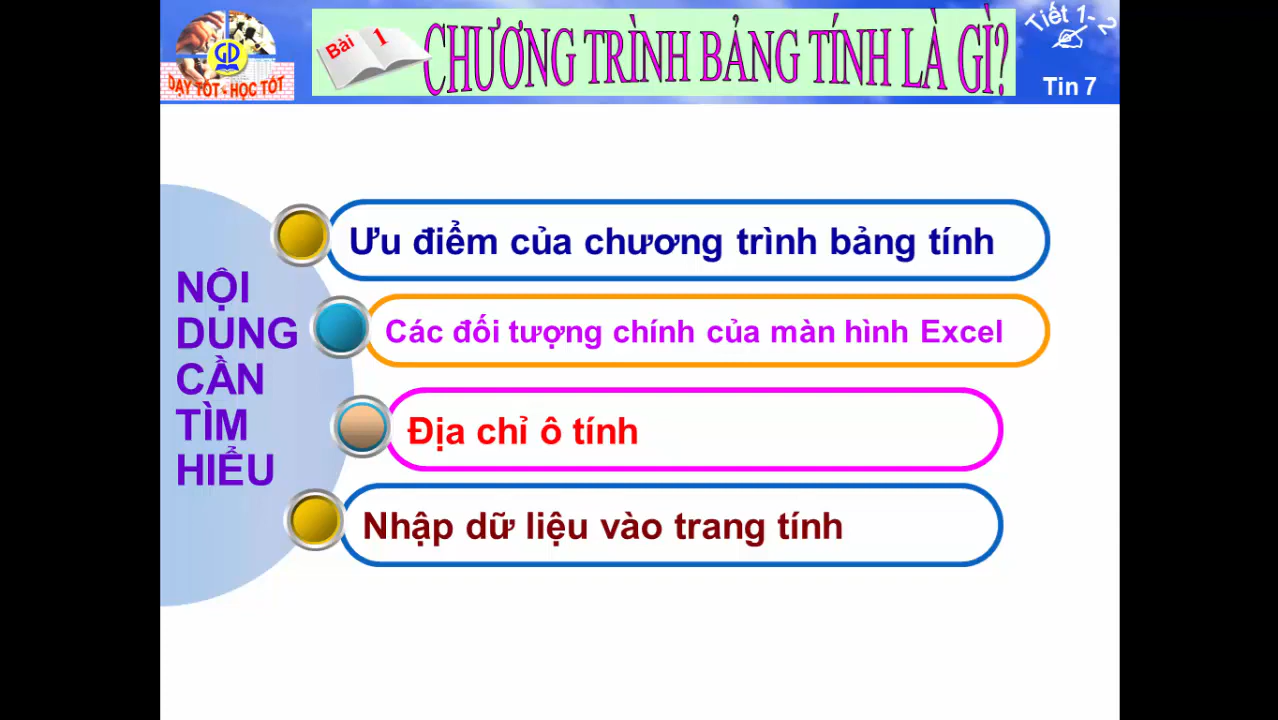 DẠY TỐT - HỌC TỐT
Bài 1
CHƯƠNG TRÌNH BẢNG TÍNH LÀ GÌ?
Tiết 1-2
Tin 7
NỘI
DUNG
CẦN
TÌM
HIỂU
Ưu điểm của chương trình bảng tính
Các đối tượng chính của màn hình Excel
Địa chỉ ô tính
Nhập dữ liệu vào trang tính